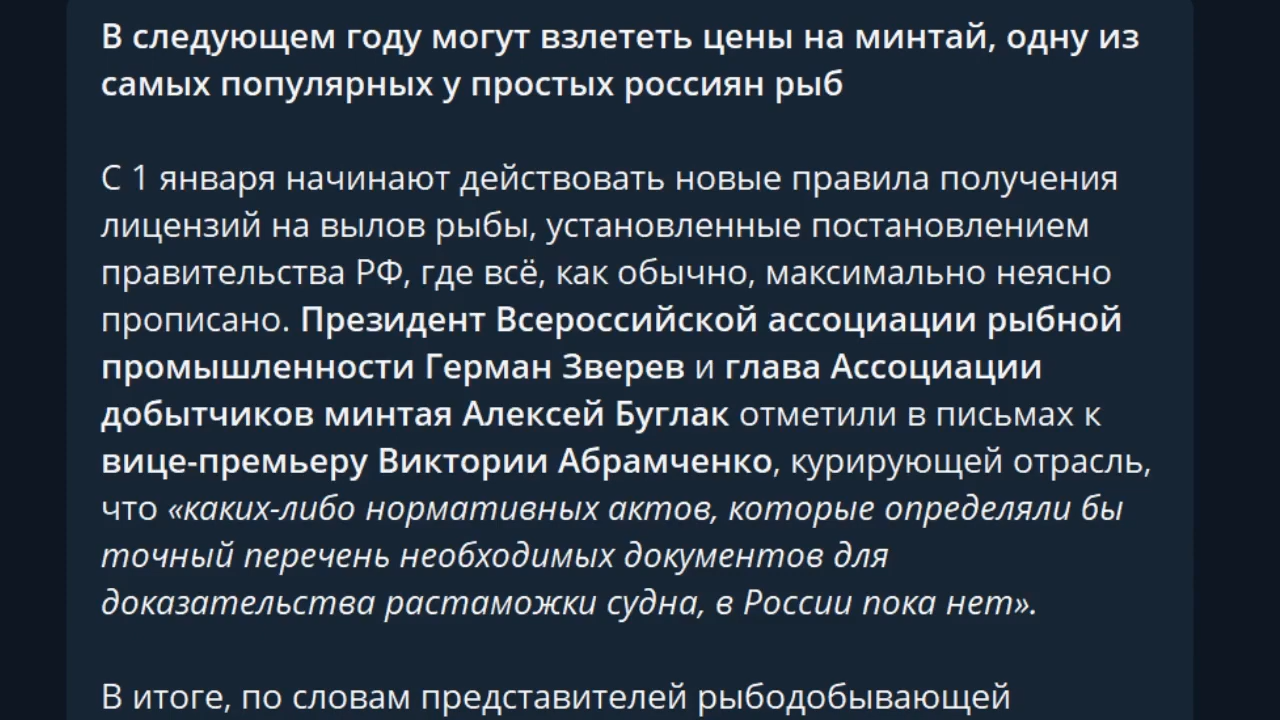 В следующем году могут взлететь цены на минтай, одну из
самых популярных у простых россиян рыб
С 1 января начинают действовать новые правила получения
лицензий на вылов рыбы, установленные постановлением
правительства РФ, где всё, как обычно, максимально неясно
прописано. Президент Всероссийской ассоциации рыбной
промышленности Герман Зверев и глава Ассоциации
добытчиков минтая Алексей Буглак отметили в письмах к
вице-премьеру Виктории Абрамченко, курирующей отрасль,
что «каких-либо нормативных актов, которые определяли бы
точный перечень необходимых документов для
доказательства растаможки судна, в России пока нет».
В итоге, по словам представителей рыбодобывающей